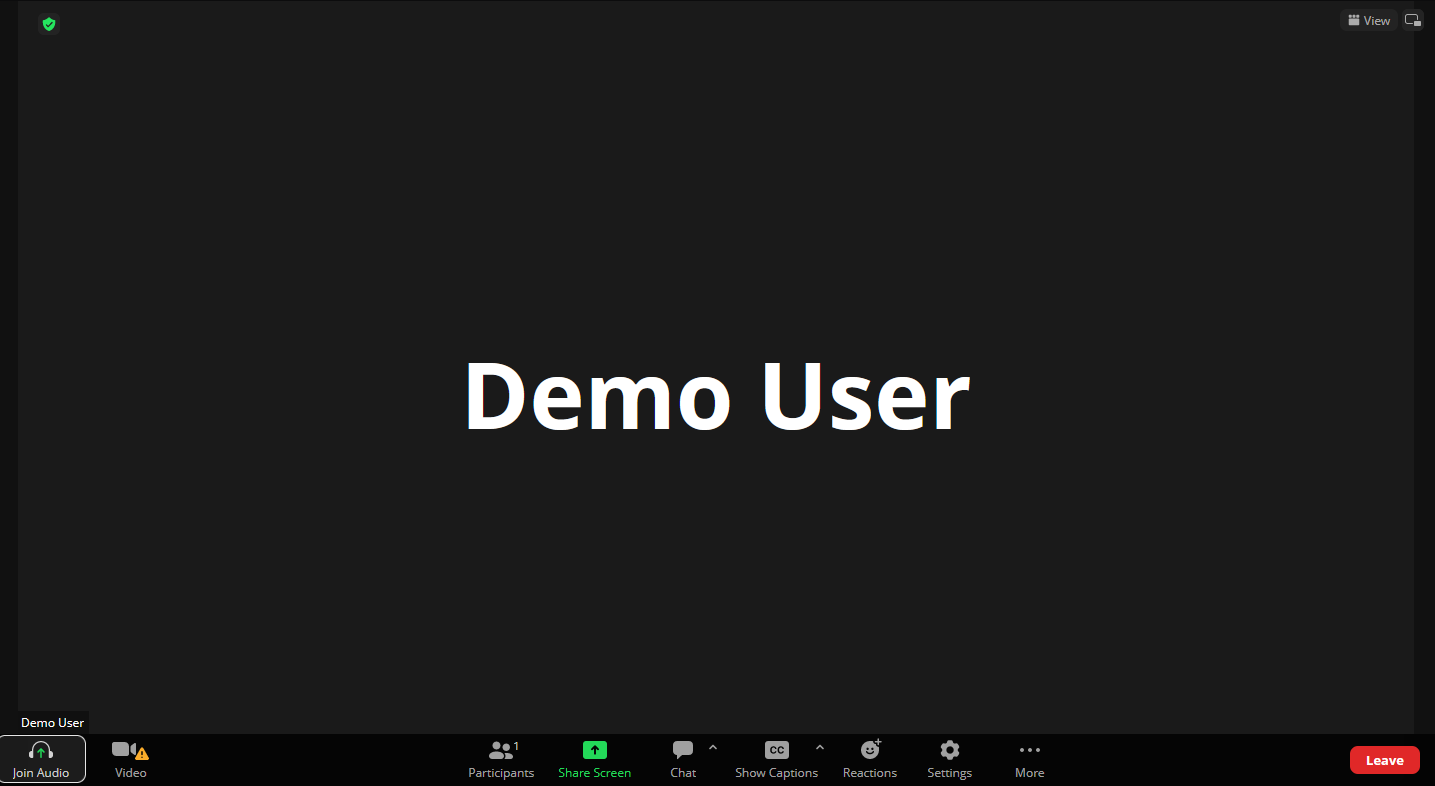 View
Demo User
Demo User
Join Audio
Video
Participants 1
Share Screen
Chat
CC
Show Captions
Reactions
Settings
More
Leave